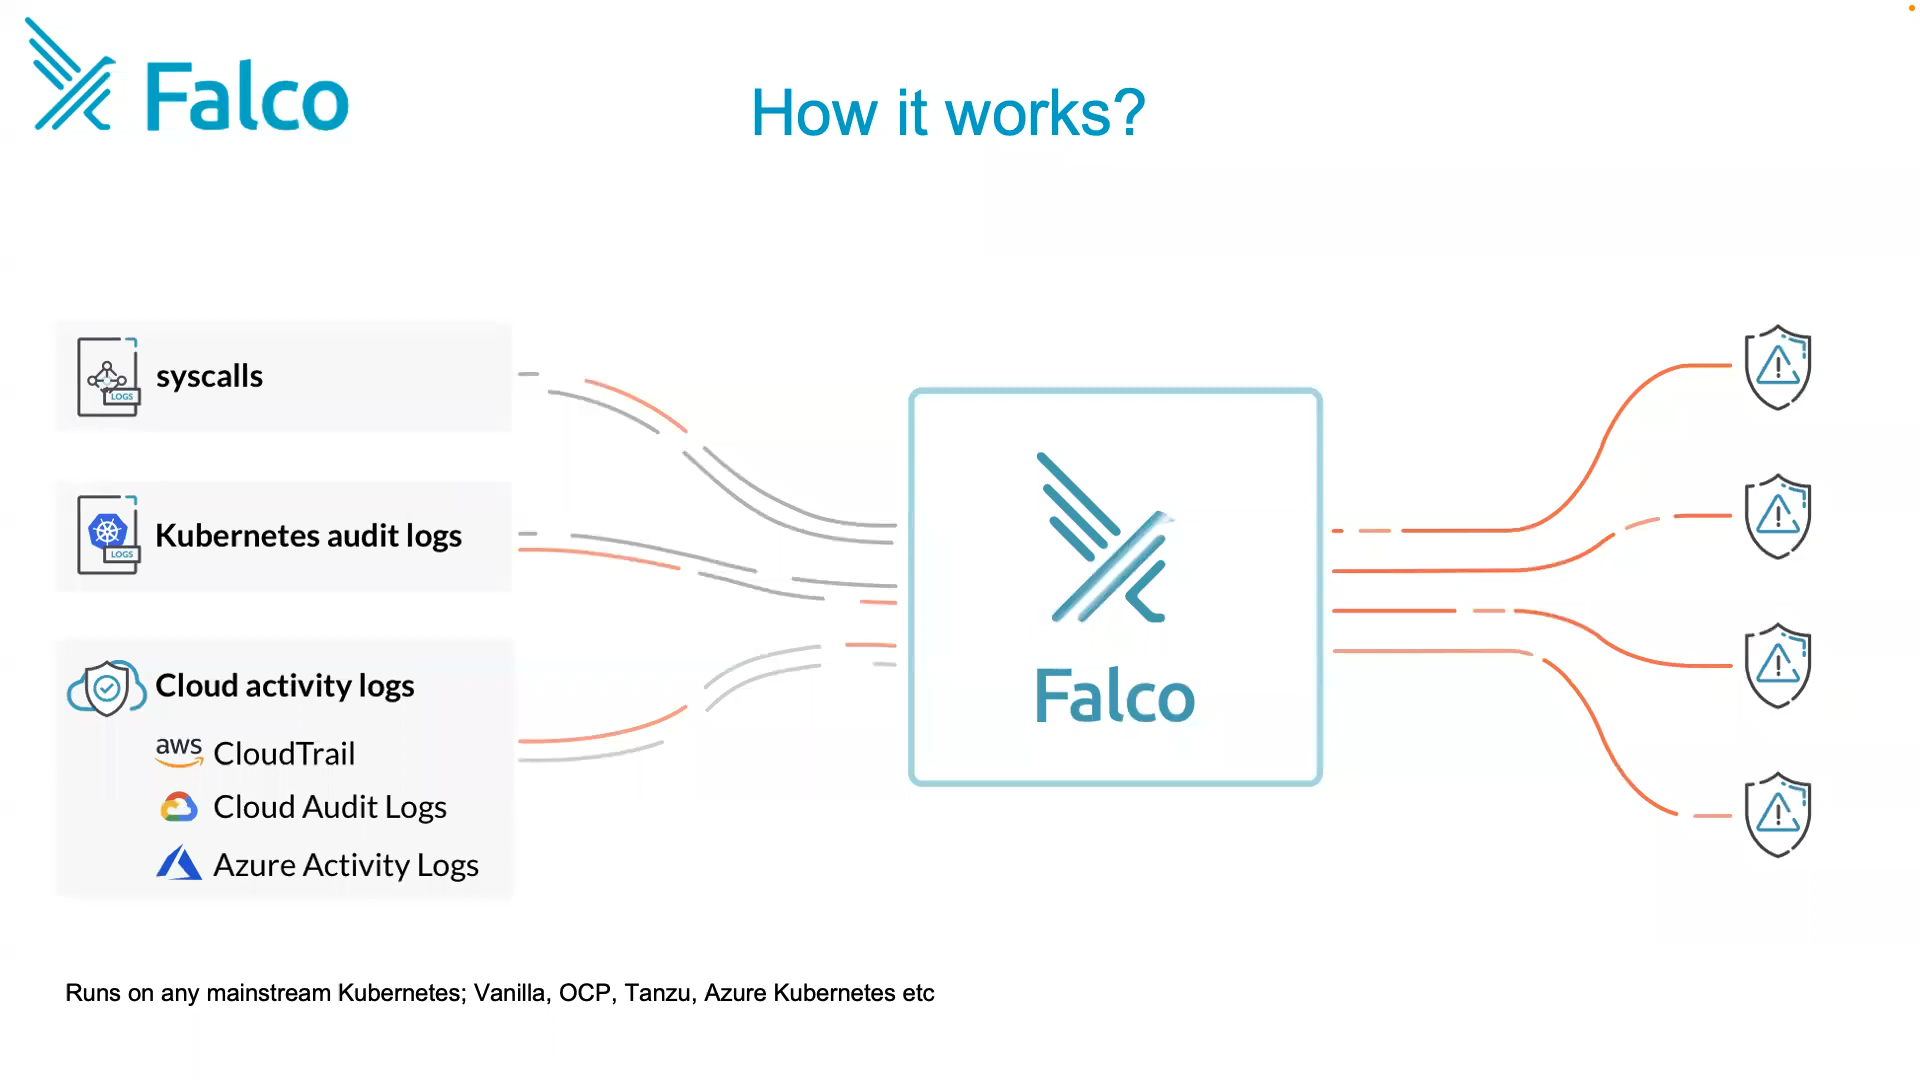 Falco
How it works?
LOGS
syscalls
LOGS
Kubernetes audit logs
Cloud activity logs
aws CloudTrail
Cloud Audit Logs
Azure Activity Logs
Falco
Runs on any mainstream Kubernetes; Vanilla, OCP, Tanzu, Azure Kubernetes etc